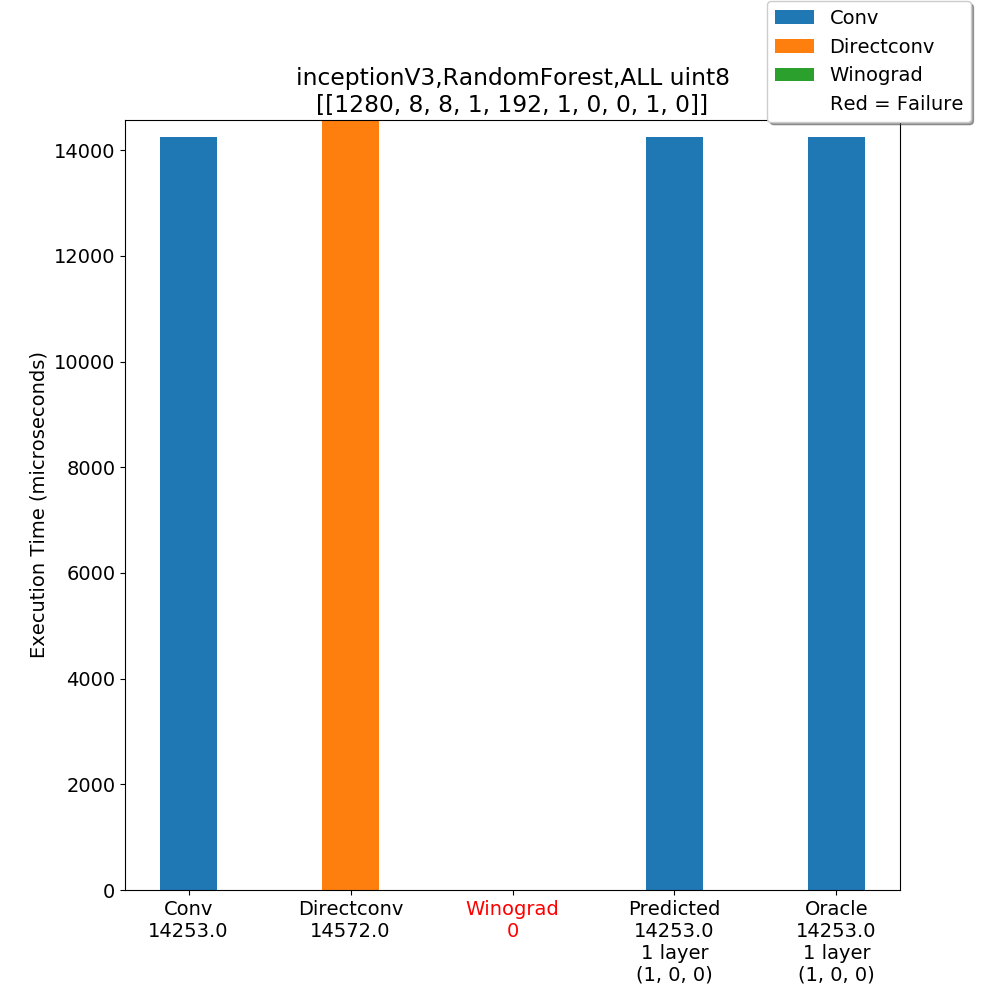 Conv
Directconv
Winograd
Red = Failure
inceptionV3,RandomForest,ALL uint8
[[1280, 8, 8, 1, 192, 1, 0, 0, 1, 0]]
Execution Time (microseconds)
14000
12000
10000
8000
6000
4000
2000
0
Conv
14253.0
Directconv
14572.0
Winograd
0
Predicted
14253.0
1 layer
(1, 0, 0)
Oracle
14253.0
1 layer
(1, 0, 0)